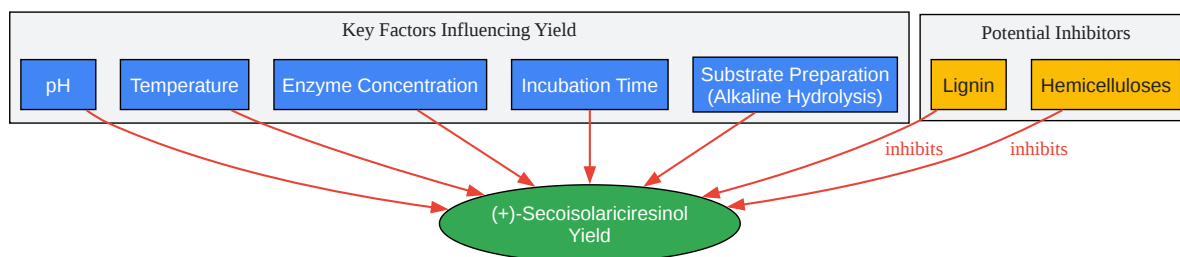 Key Factors Influencing Yield
Potential Inhibitors
pH
Temperature
Enzyme Concentration
Incubation Time
Substrate Preparation
(Alkaline Hydrolysis)
Lignin
Hemicelluloses
inhibits
inhibits
(+)-Secoisolariciresinol
Yield